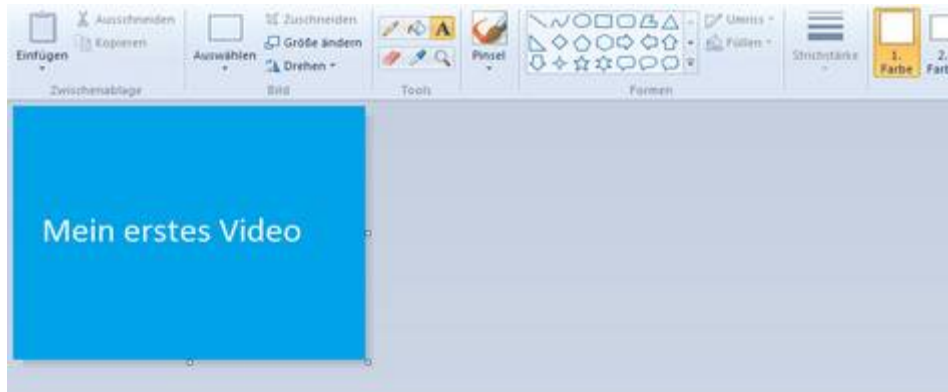 Ausschneiden
Kopieren
Einfügen
Zwischenablage
Auswählen
Zuschneiden
Größe ändern
Drehen
Bild
A
Tools
Pinsel
Umriss
Füllen
Formen
Strichstärke
1.
Farbe
2.
Mein erstes Video